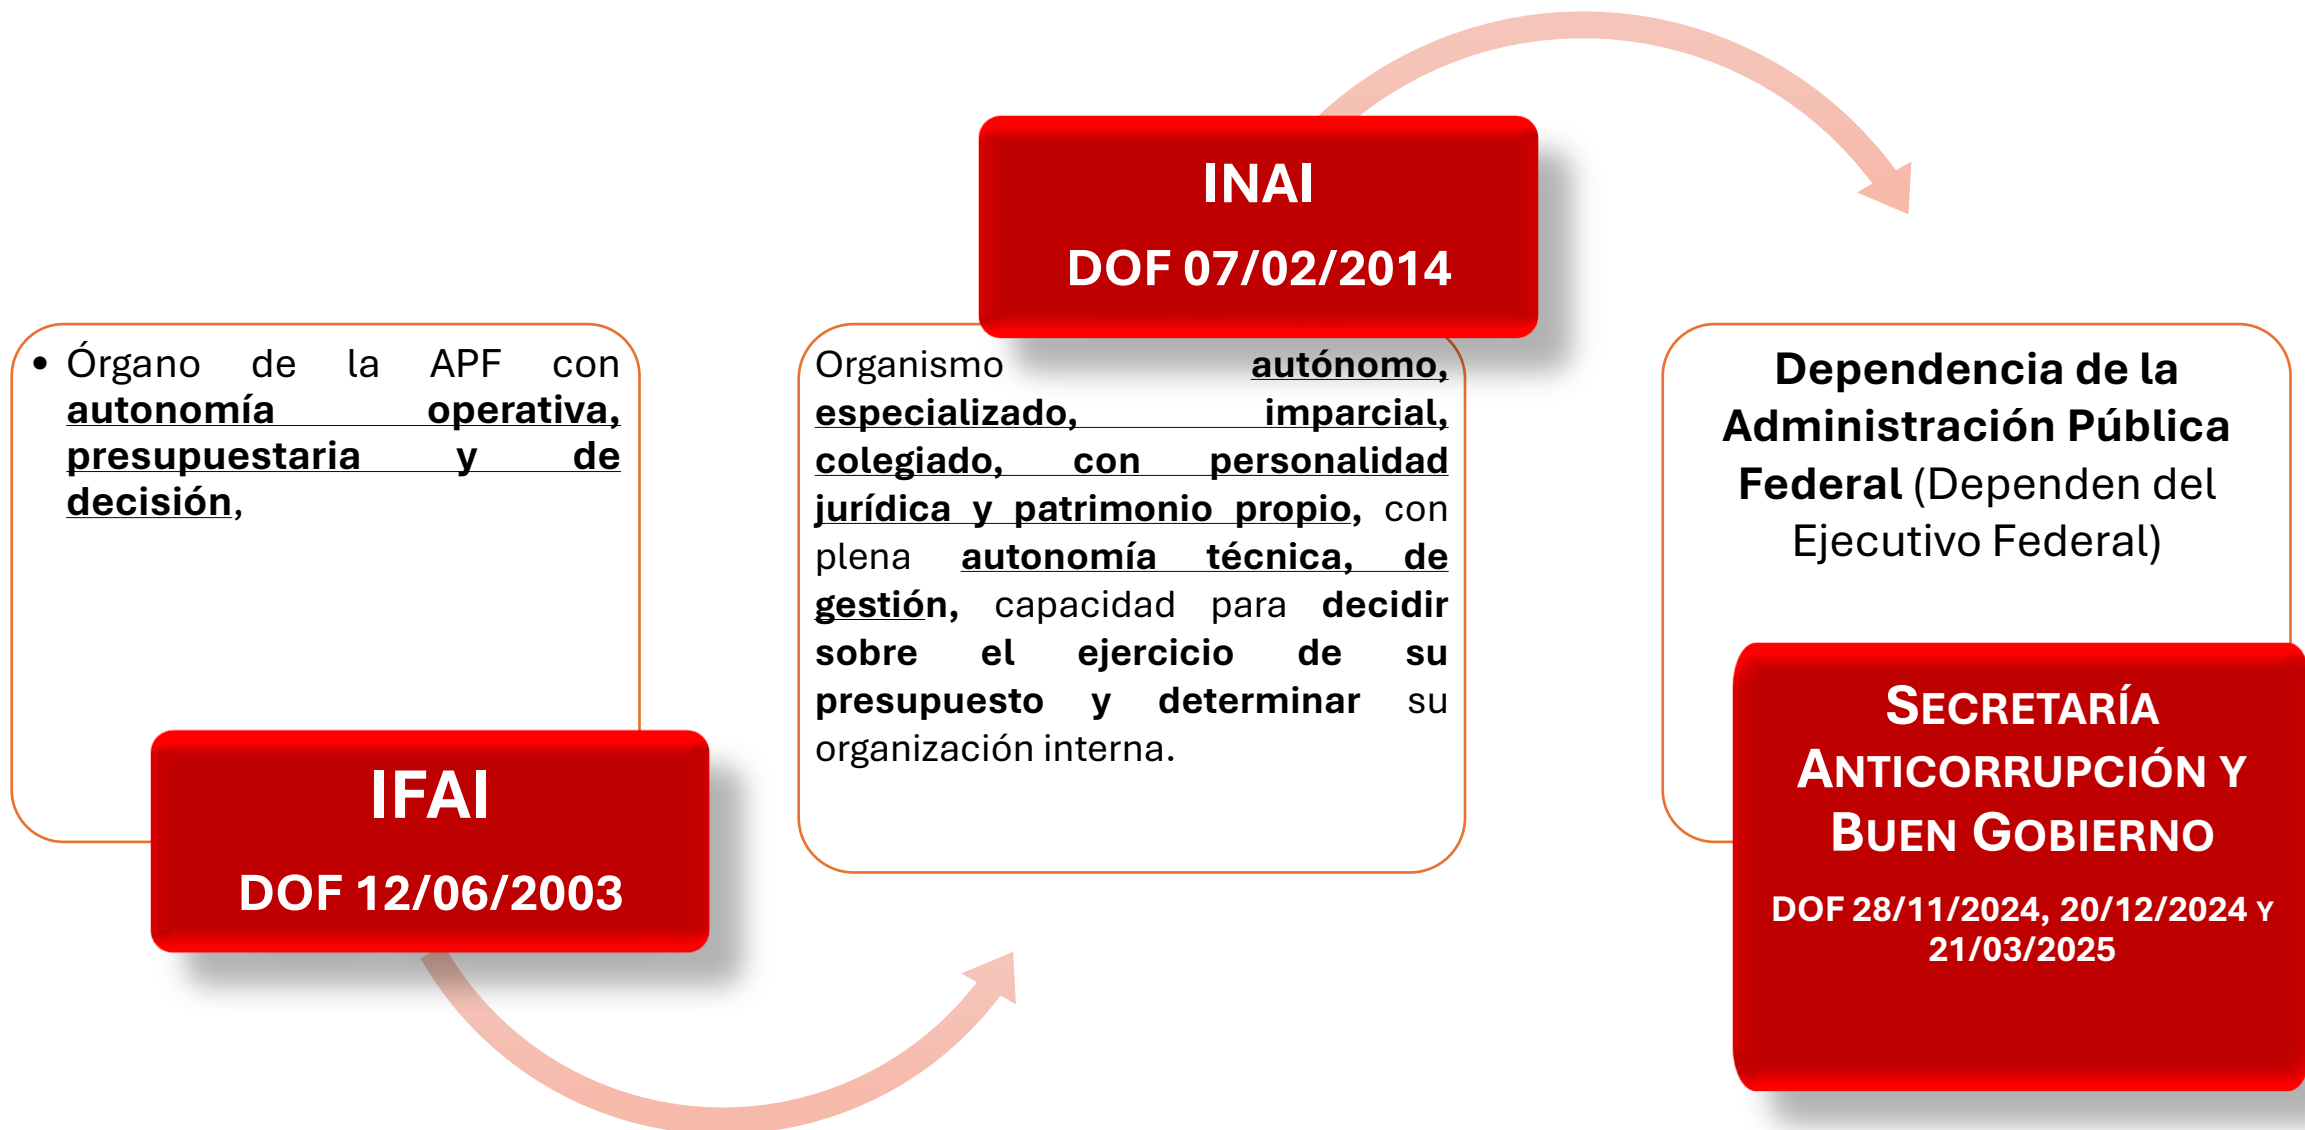 • Órgano de la APF con
autonomía operativa,
presupuestaria y de
decisión,
IFAI
DOF 12/06/2003
INAI
DOF 07/02/2014
Organismo autónomo,
especializado, imparcial,
colegiado, con personalidad
jurídica y patrimonio propio, con
plena autonomía técnica, de
gestión, capacidad para decidir
sobre el ejercicio de su
presupuesto y determinar su
organización interna.
Dependencia de la
Administración Pública
Federal (Dependen del
Ejecutivo Federal)
SECRETARÍA
ANTICORRUPCIÓN Y
BUEN GOBIERNO
DOF 28/11/2024, 20/12/2024 Y
21/03/2025